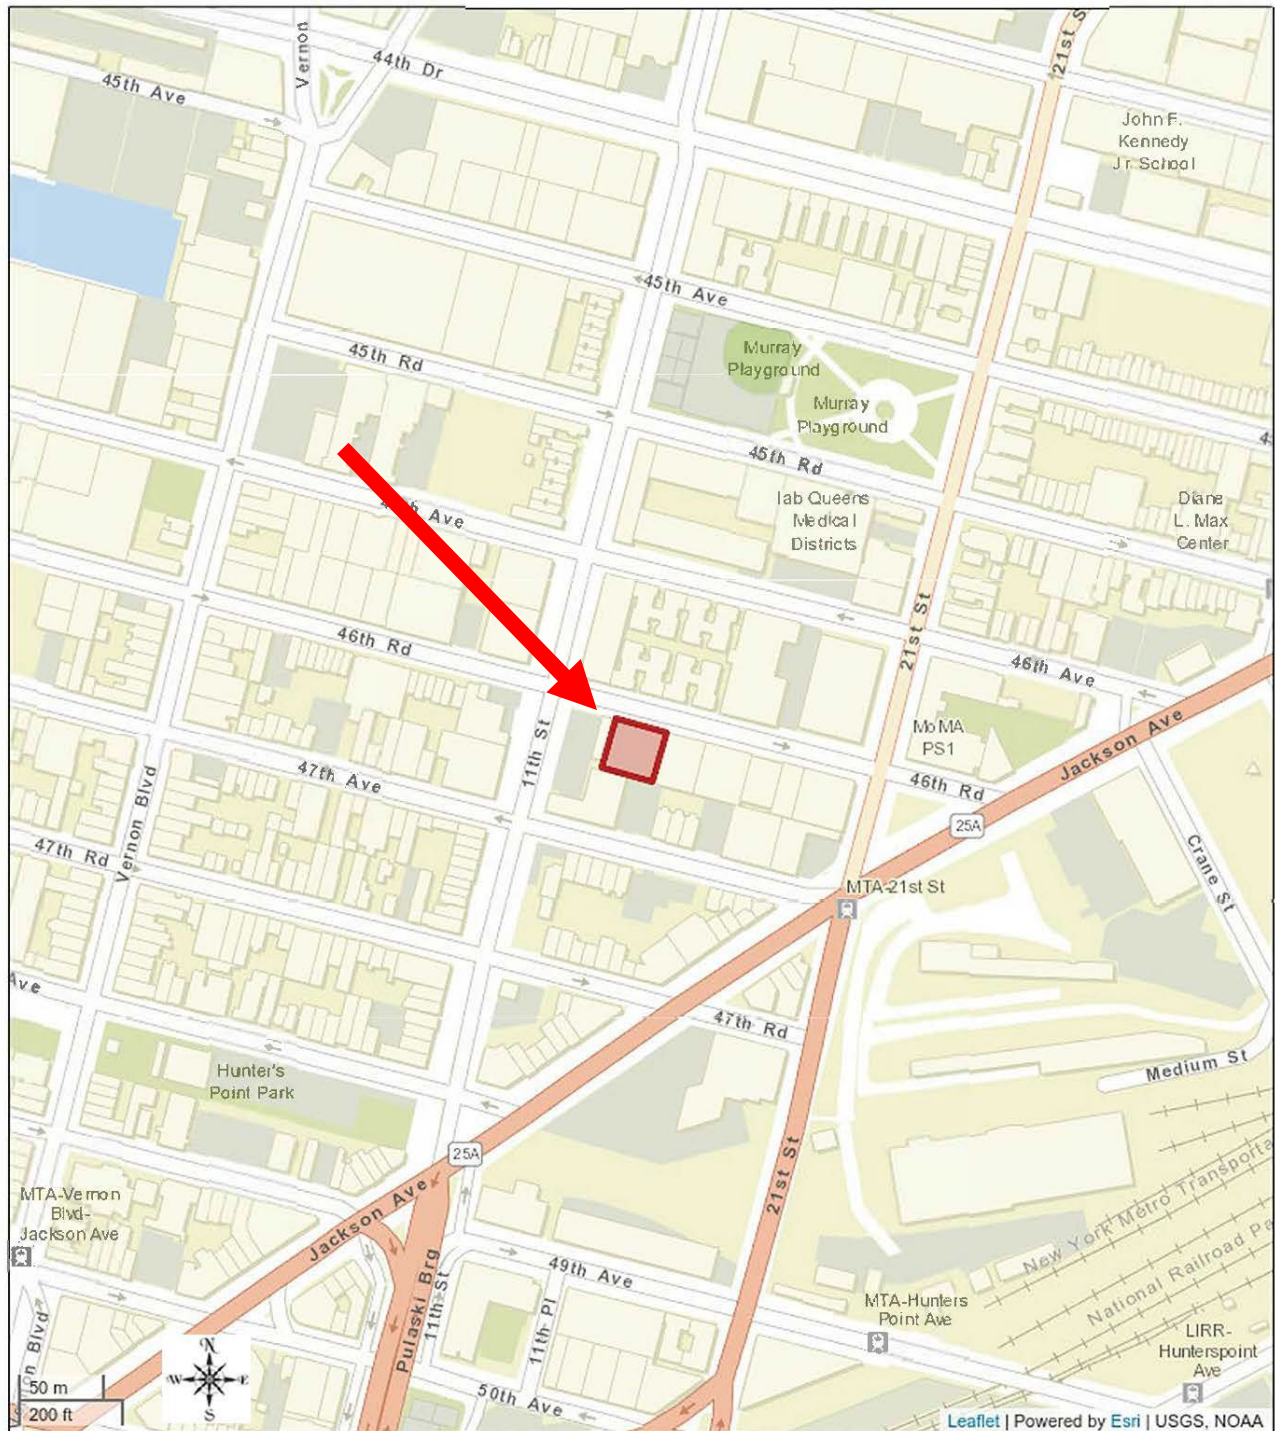 Vernon
21st S
44th Dr
45th Ave
John F.
Kennedy
Jr. School
45th Ave
Murray
Playground
45th Rd
Murray
Playground
45th Rd
Iab Queens
Medical
Districts
Diane
L. Max
Center
Ave
46th Rd
21st St
46th Ave
MoMA
PS1
Jackson Ave
11th St
46th Rd
47th Ave
25A
Vernon Blvd
47th Rd
Crane St
MTA-21st St
Ave
47th Rd
Hunter's
Point Park
Medium St
25A
21st St
MTA-Vernon
Blvd-
Jackson Ave
Jackson Ave
New York Metro Transporta
National Railroad Pa
49th Ave
Pulaski Brg
11th St
11th Pl
MTA-Hunters
Point Ave
LIRR-
Hunterspoint
Ave
on Blvd
N
W E
S
50 m
200 ft
50th Ave
Leaflet | Powered by Esri | USGS, NOAA